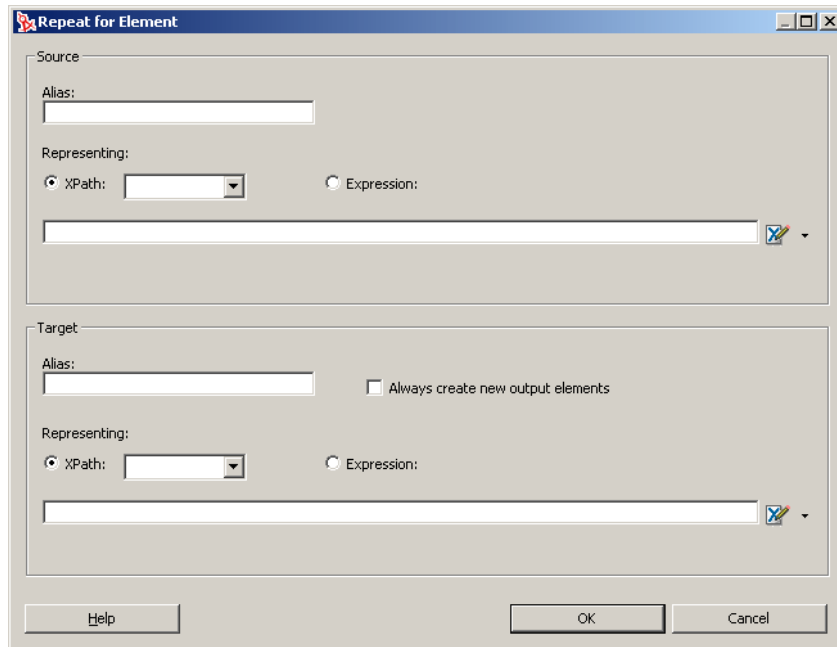 Repeat for Element
Source
Alias:
Representing:
XPath: Expression:
Target
Alias:
Always create new output elements
Representing:
XPath: Expression:
Help OK Cancel